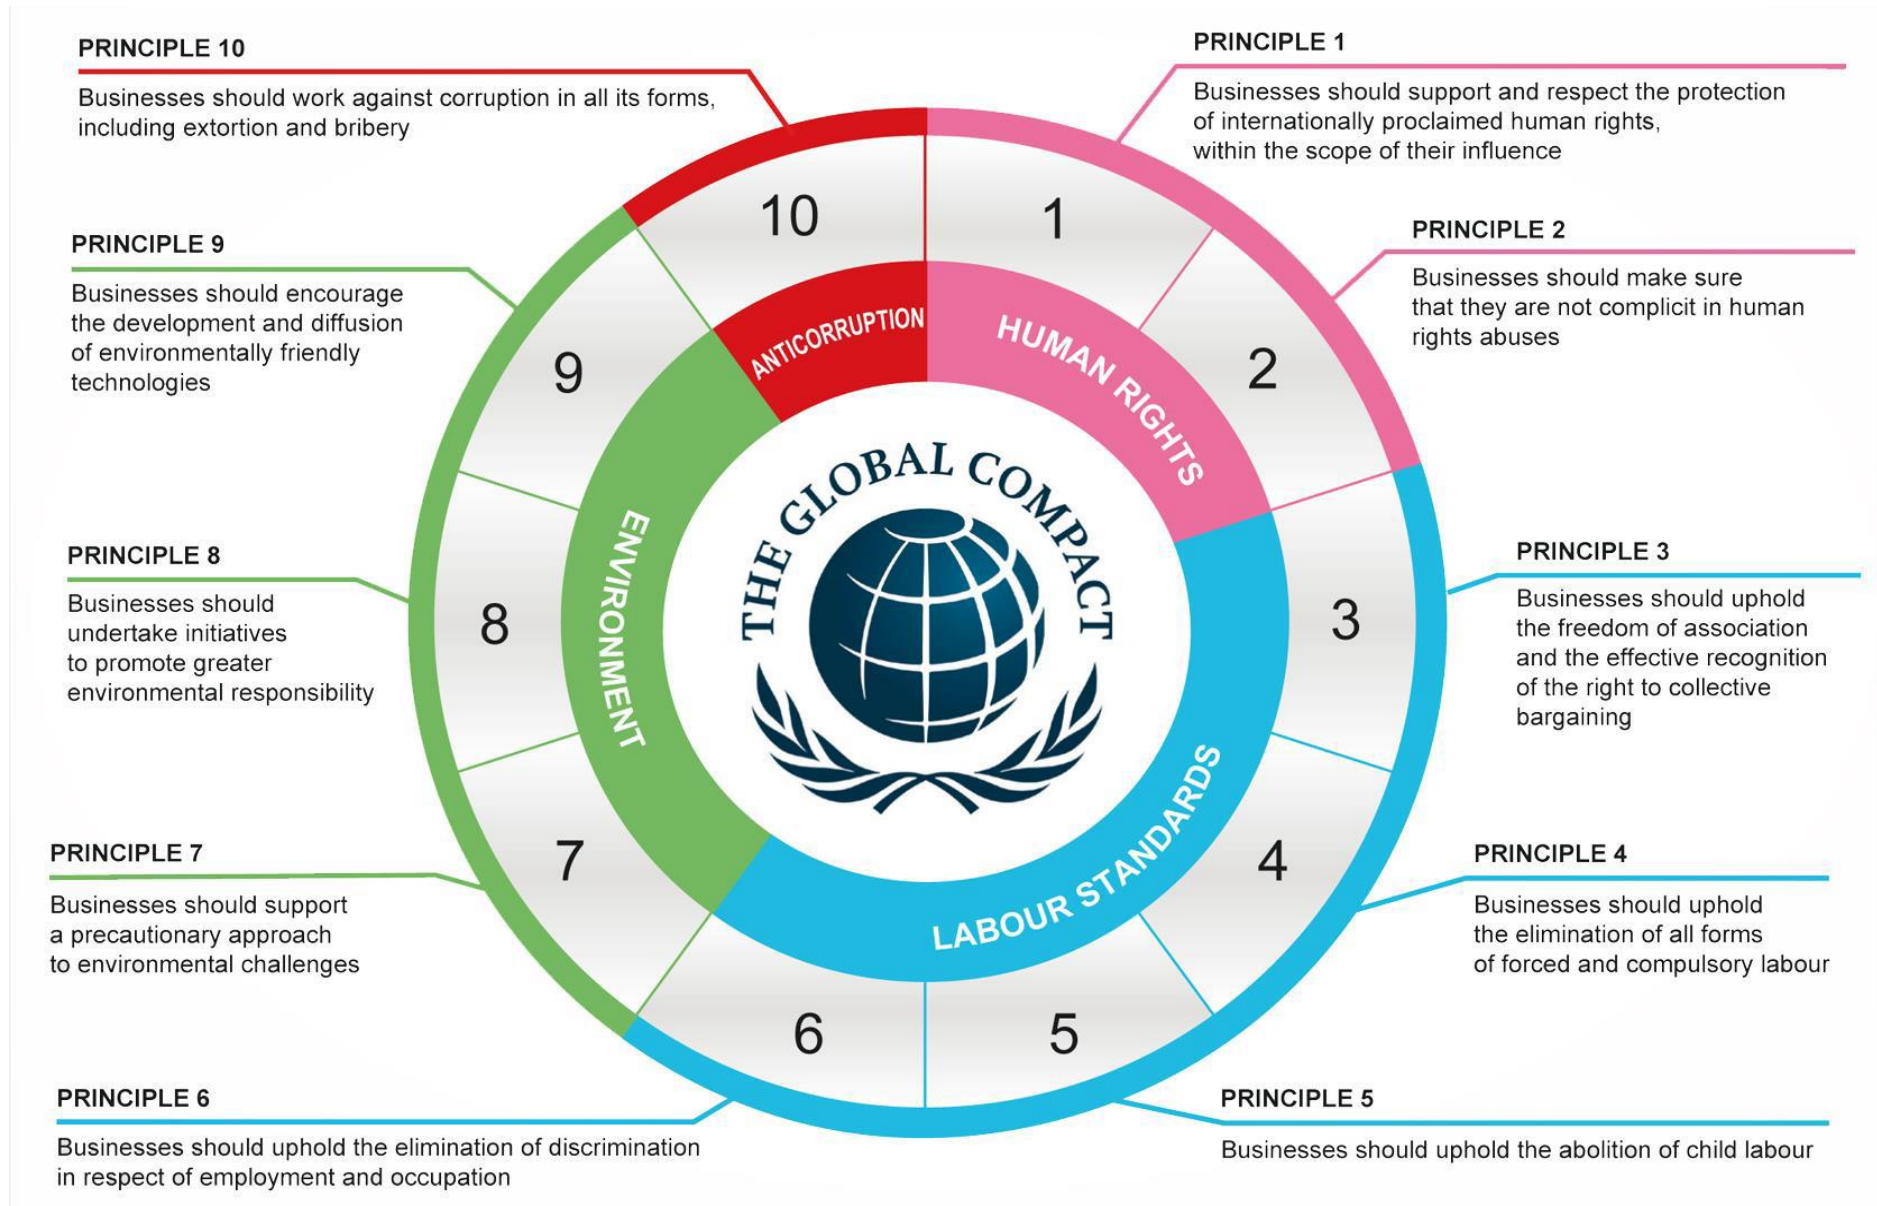 PRINCIPLE 10
Businesses should work against corruption in all its forms,
including extortion and bribery
PRINCIPLE 1
Businesses should support and respect the protection
of internationally proclaimed human rights,
within the scope of their influence
PRINCIPLE 2
Businesses should make sure
that they are not complicit in human
rights abuses
PRINCIPLE 3
Businesses should uphold
the freedom of association
and the effective recognition
of the right to collective
bargaining
PRINCIPLE 4
Businesses should uphold
the elimination of all forms
of forced and compulsory labour
PRINCIPLE 5
Businesses should uphold the abolition of child labour
PRINCIPLE 6
Businesses should uphold the elimination of discrimination
in respect of employment and occupation
PRINCIPLE 7
Businesses should support
a precautionary approach
to environmental challenges
PRINCIPLE 8
Businesses should
undertake initiatives
to promote greater
environmental responsibility
PRINCIPLE 9
Businesses should encourage
the development and diffusion
of environmentally friendly
technologies
1
2
3
4
5
6
7
8
9
10
HUMAN RIGHTS
LABOUR STANDARDS
ENVIRONMENT
ANTICORRUPTION
THE GLOBAL COMPACT